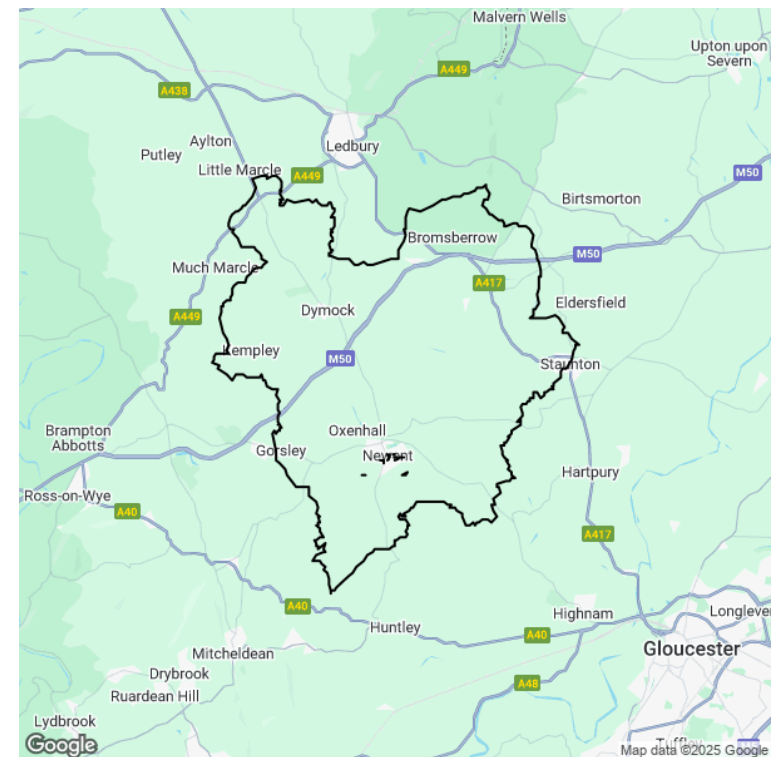 Malvern Wells
Upton upon
Severn
A449
A438
Aylton
Putley
Ledbury
Little Marcle
A449
M50
Birtsmorton
Bromsberrow
M50
Much Marcle
A417
Eldersfield
Dymock
A449
Kempley
M50
Staunton
Brampton
Abbotts
Oxenhall
Gorsley
Newent
Hartpury
Ross-on-Wye
A40
A417
A40
Highnam
Longlever
Huntley
A40
Gloucester
Mitcheldean
Drybrook
A48
Ruardean Hill
Lydbrook
Tuffley
Google
Map data ©2025 Google